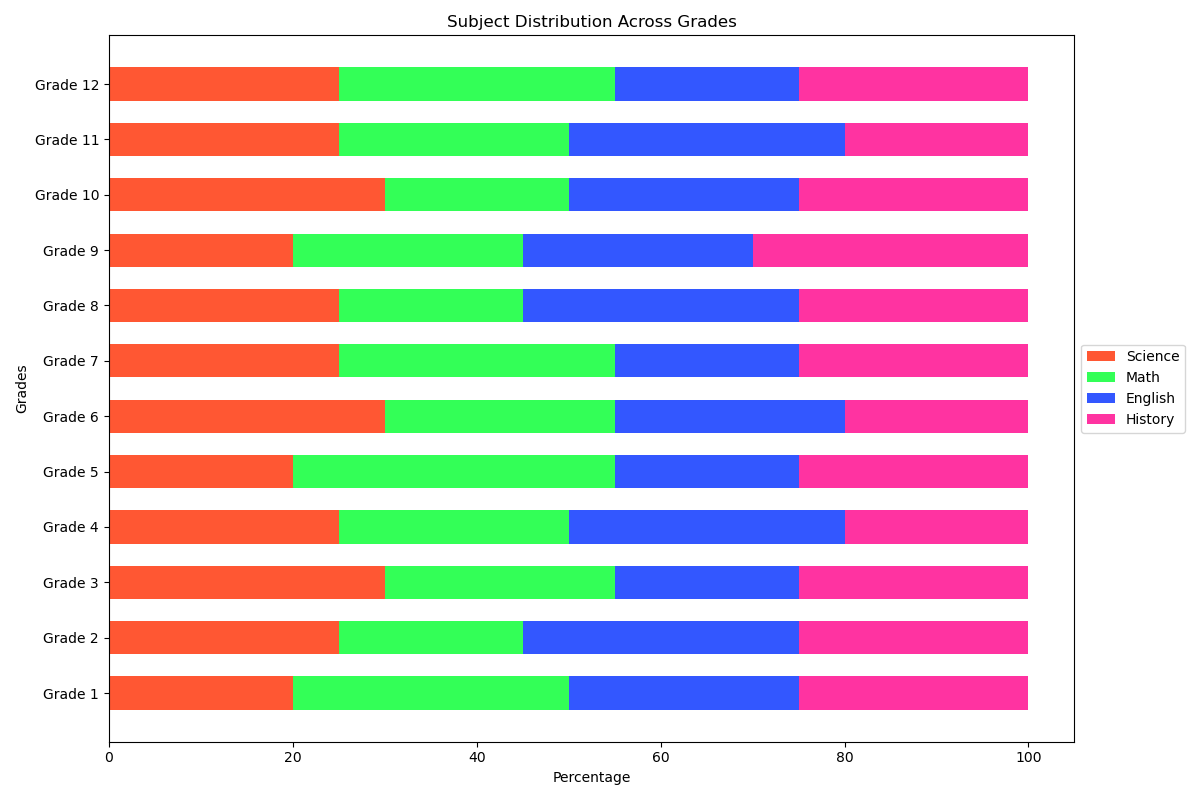 Subject Distribution Across Grades
Grade 12
Grade 11
Grade 10
Grade 9
Grade 8
Grade 7
Grade 6
Grade 5
Grade 4
Grade 3
Grade 2
Grade 1
Grades
0 20 40 60 80 100
Percentage
Science
Math
English
History